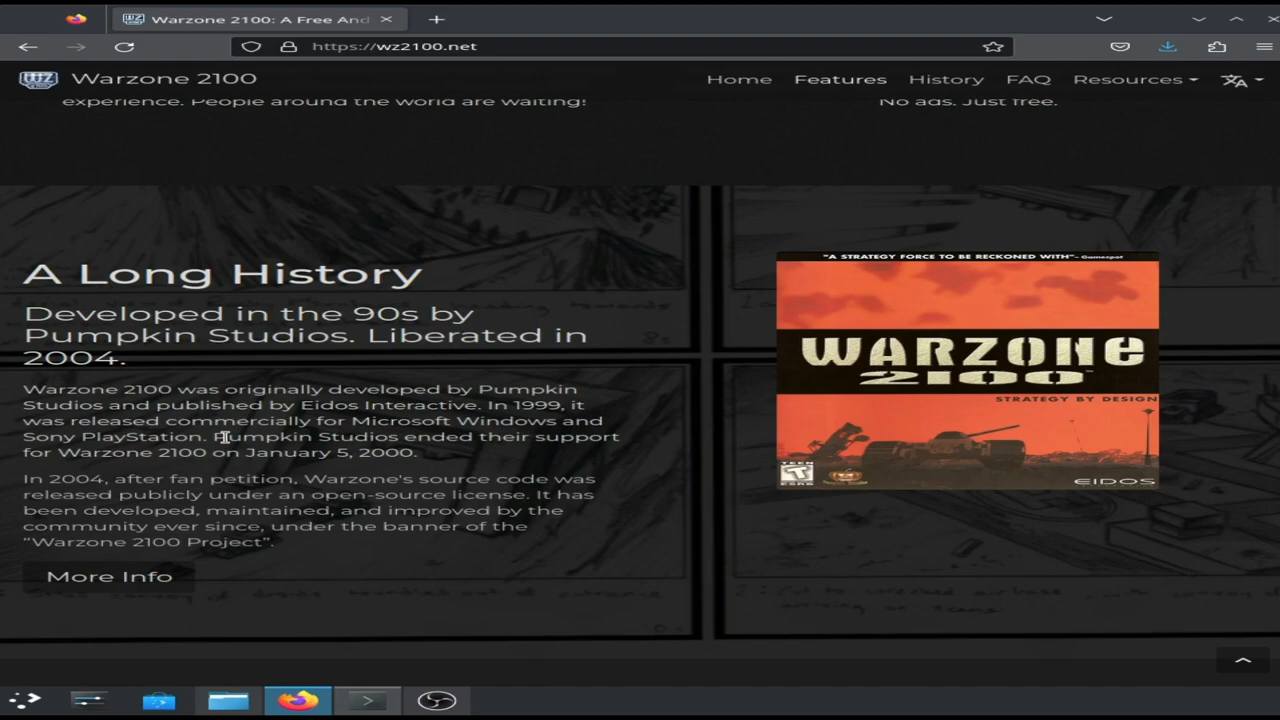 Warzone 2100: A Free And
https://wz2100.net
WZ Warzone 2100
Home Features History FAQ Resources
experience. People around the world are waiting!
No ads. Just free.
A Long History
Developed in the 90s by
Pumpkin Studios. Liberated in
2004.
Warzone 2100 was originally developed by Pumpkin
Studios and published by Eidos Interactive. In 1999, it
was released commercially for Microsoft Windows and
Sony PlayStation. Pumpkin Studios ended their support
for Warzone 2100 on January 5, 2000.
In 2004, after fan petition, Warzone's source code was
released publicly under an open-source license. It has
been developed, maintained, and improved by the
community ever since, under the banner of the
“Warzone 2100 Project”.
More Info
"A STRATEGY FORCE TO BE RECKONED WITH"- Gamespot
WARZONE
2100
STRATEGY BY DESIGN
TEEN
ESRB
EIDOS